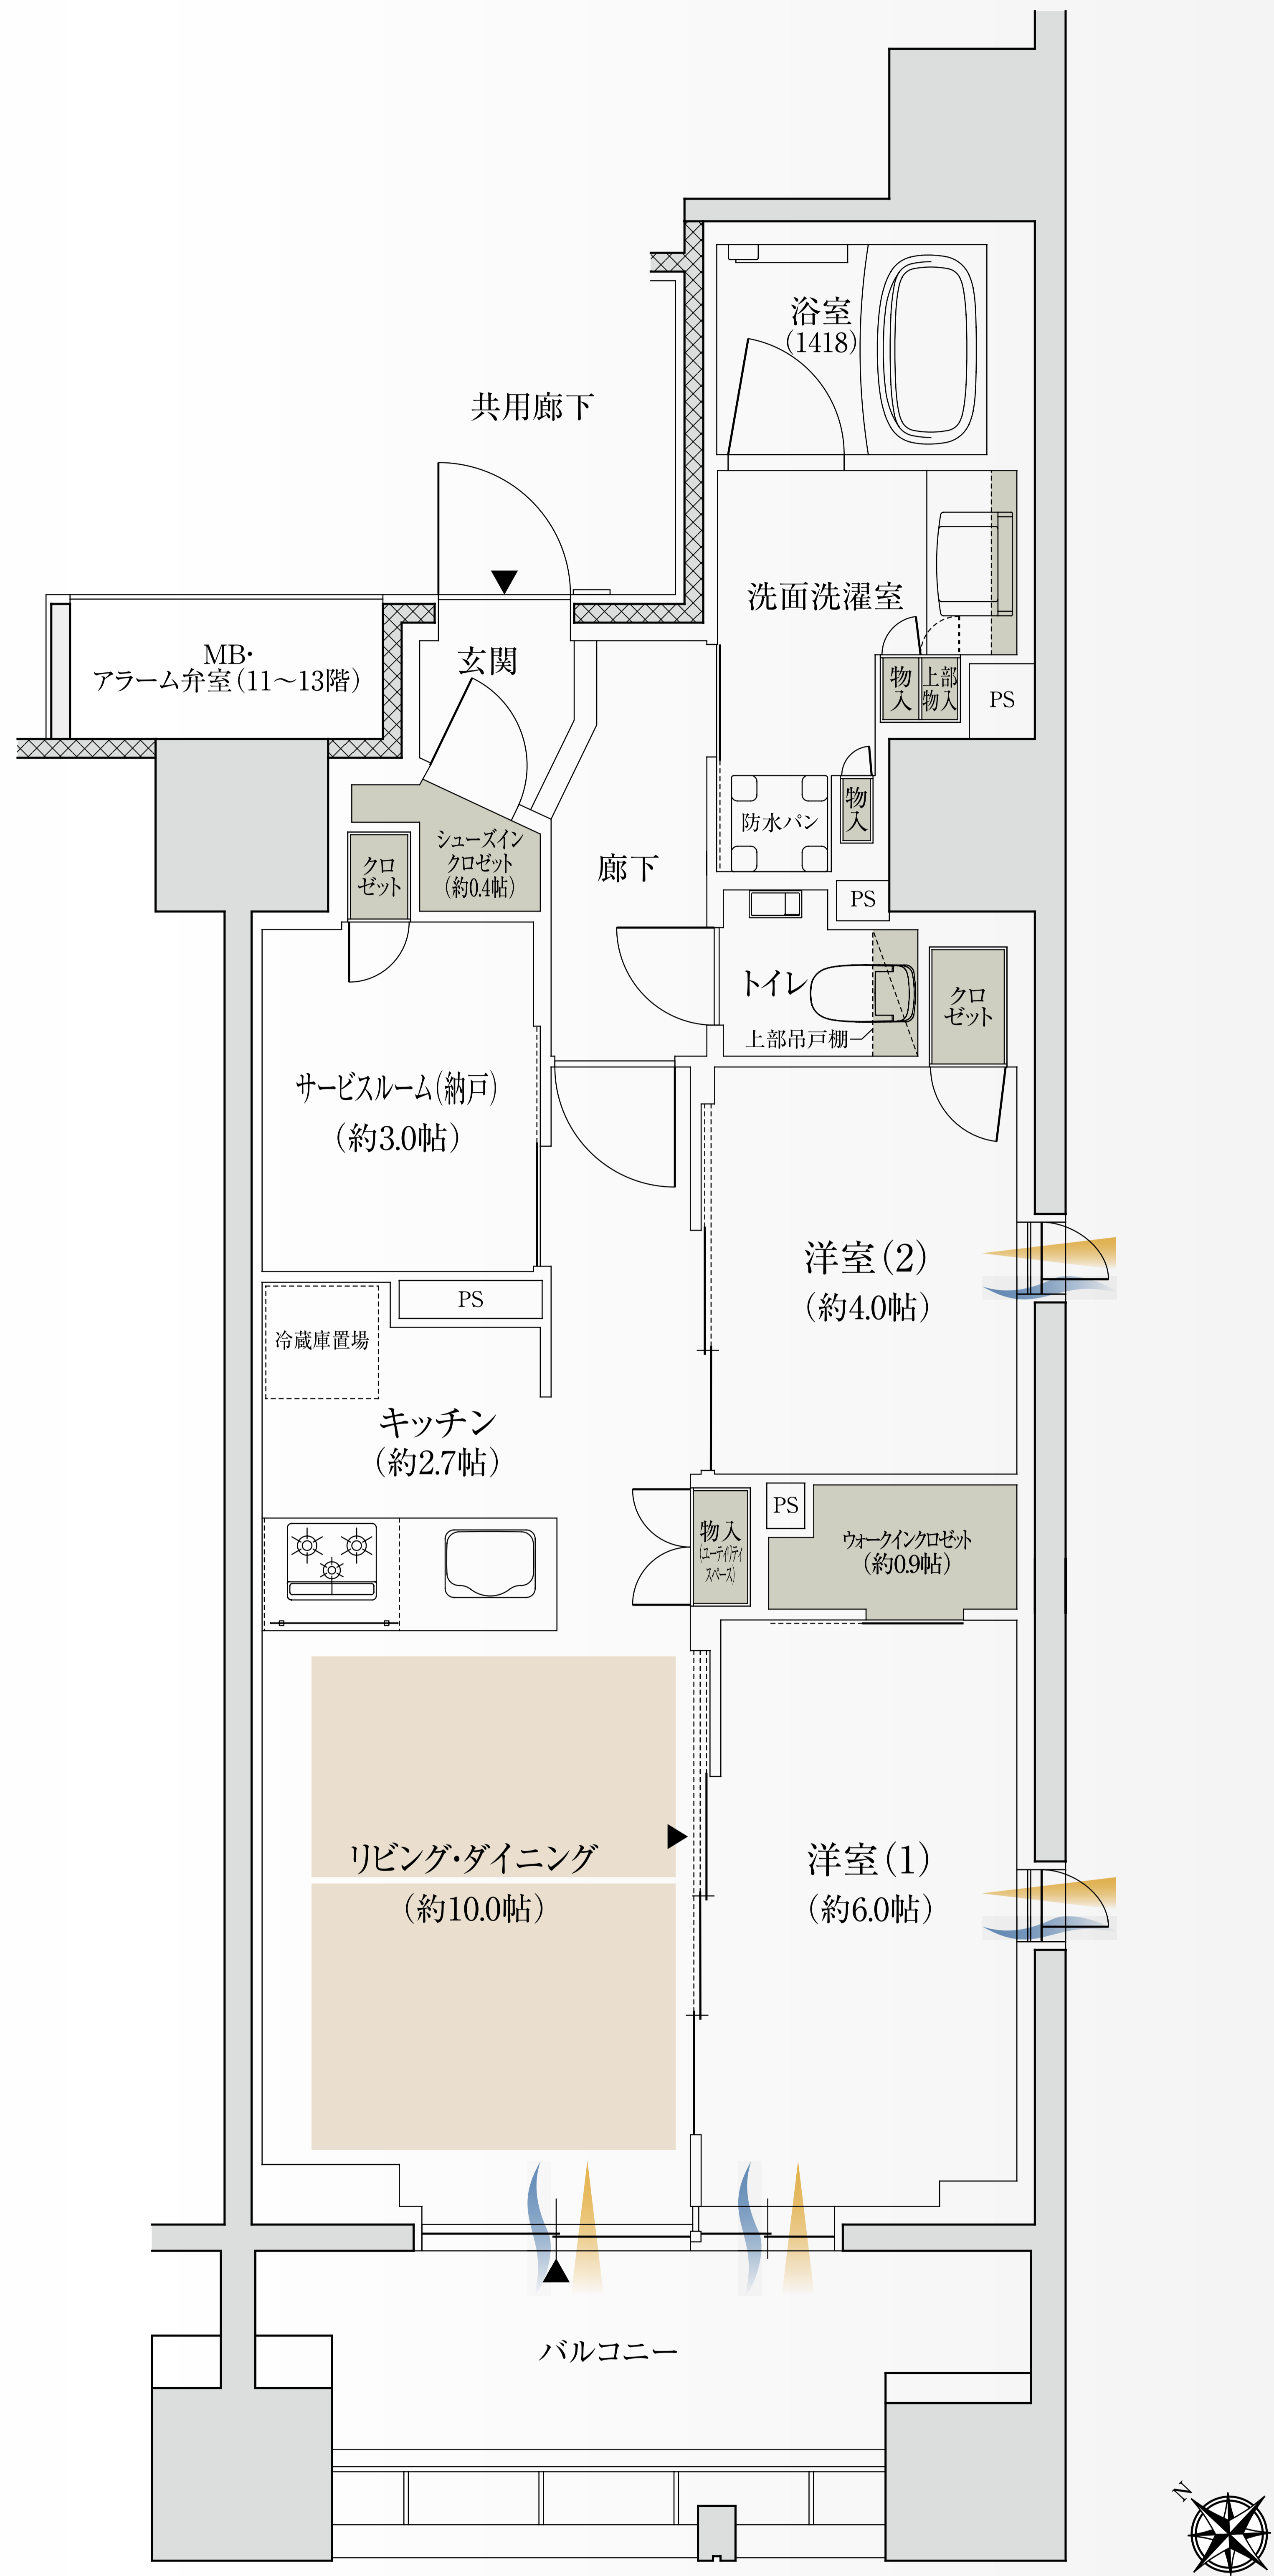 浴室
(1418)
共用廊下
洗面洗濯室
MB・
アラーム弁室(11〜13階)
玄関
物入
上部
物入
PS
物入
防水パン
シューズイン
クロゼット
(約0.4帖)
クロ
ゼット
廊下
PS
トイレ
上部吊戸棚
クロ
ゼット
サービスルーム(納戸)
(約3.0帖)
洋室(2)
(約4.0帖)
PS
冷蔵庫置場
キッチン
(約2.7帖)
PS
物入
(ユーティリティ
スペース)
ウォークインクロゼット
(約0.9帖)
リビング・ダイニング
(約10.0帖)
洋室(1)
(約6.0帖)
バルコニー
N